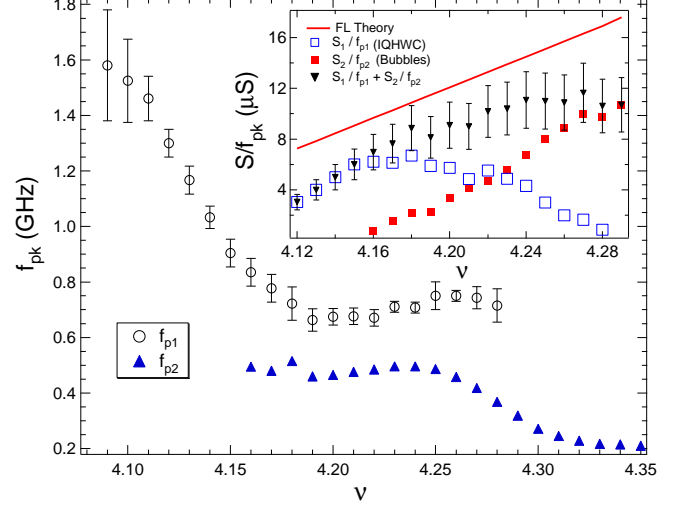 1.8
1.6
1.4
1.2
1.0
0.8
0.6
0.4
0.2
f_pk (GHz)
4.10
4.15
4.20
4.25
4.30
4.35
ν
f_p1
f_p2
16
12
8
4
S/f_pk (μS)
4.12
4.16
4.20
4.24
4.28
ν
FL Theory
S_1 / f_p1 (IQHWC)
S_2 / f_p2 (Bubbles)
S_1 / f_p1 + S_2 / f_p2